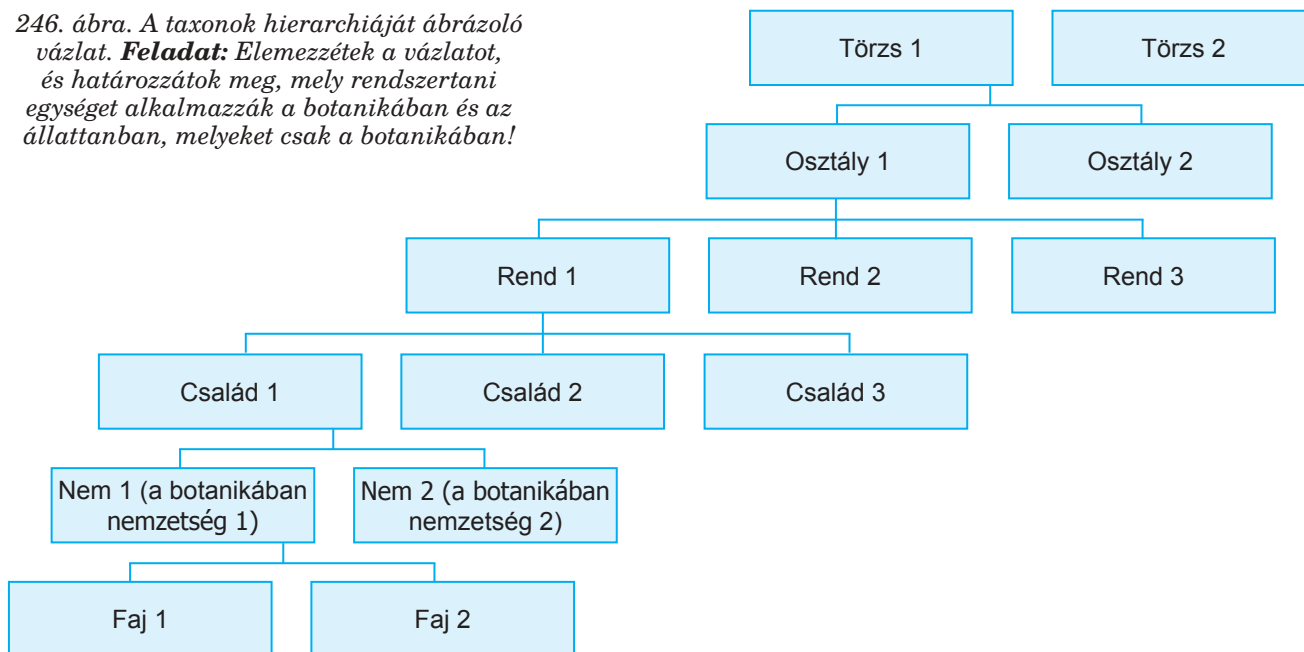 246. ábra. A taxonok hierarchiáját ábrázoló
vázlat. Feladat: Elemezzétek a vázlatot,
és határozzátok meg, mely rendszertani
egységet alkalmazzák a botanikában és az
állattanban, melyeket csak a botanikában!
Törzs 1
Törzs 2
Osztály 1
Osztály 2
Rend 1
Rend 2
Rend 3
Család 1
Család 2
Család 3
Nem 1 (a botanikában
nemzetség 1)
Nem 2 (a botanikában
nemzetség 2)
Faj 1
Faj 2